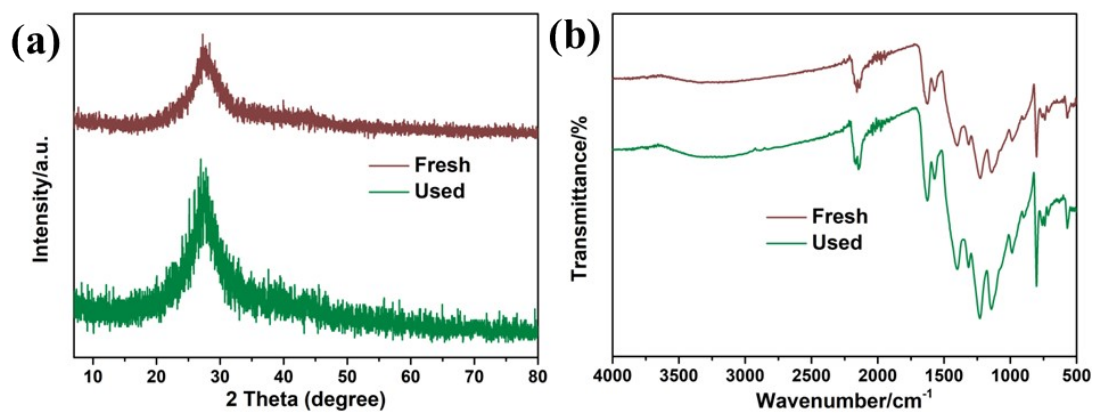 (a)
Intensity/a.u.
Fresh
Used
10 20 30 40 50 60 70 80
2 Theta (degree)
(b)
Transmittance/%
Fresh
Used
4000 3500 3000 2500 2000 1500 1000 500
Wavenumber/cm⁻¹